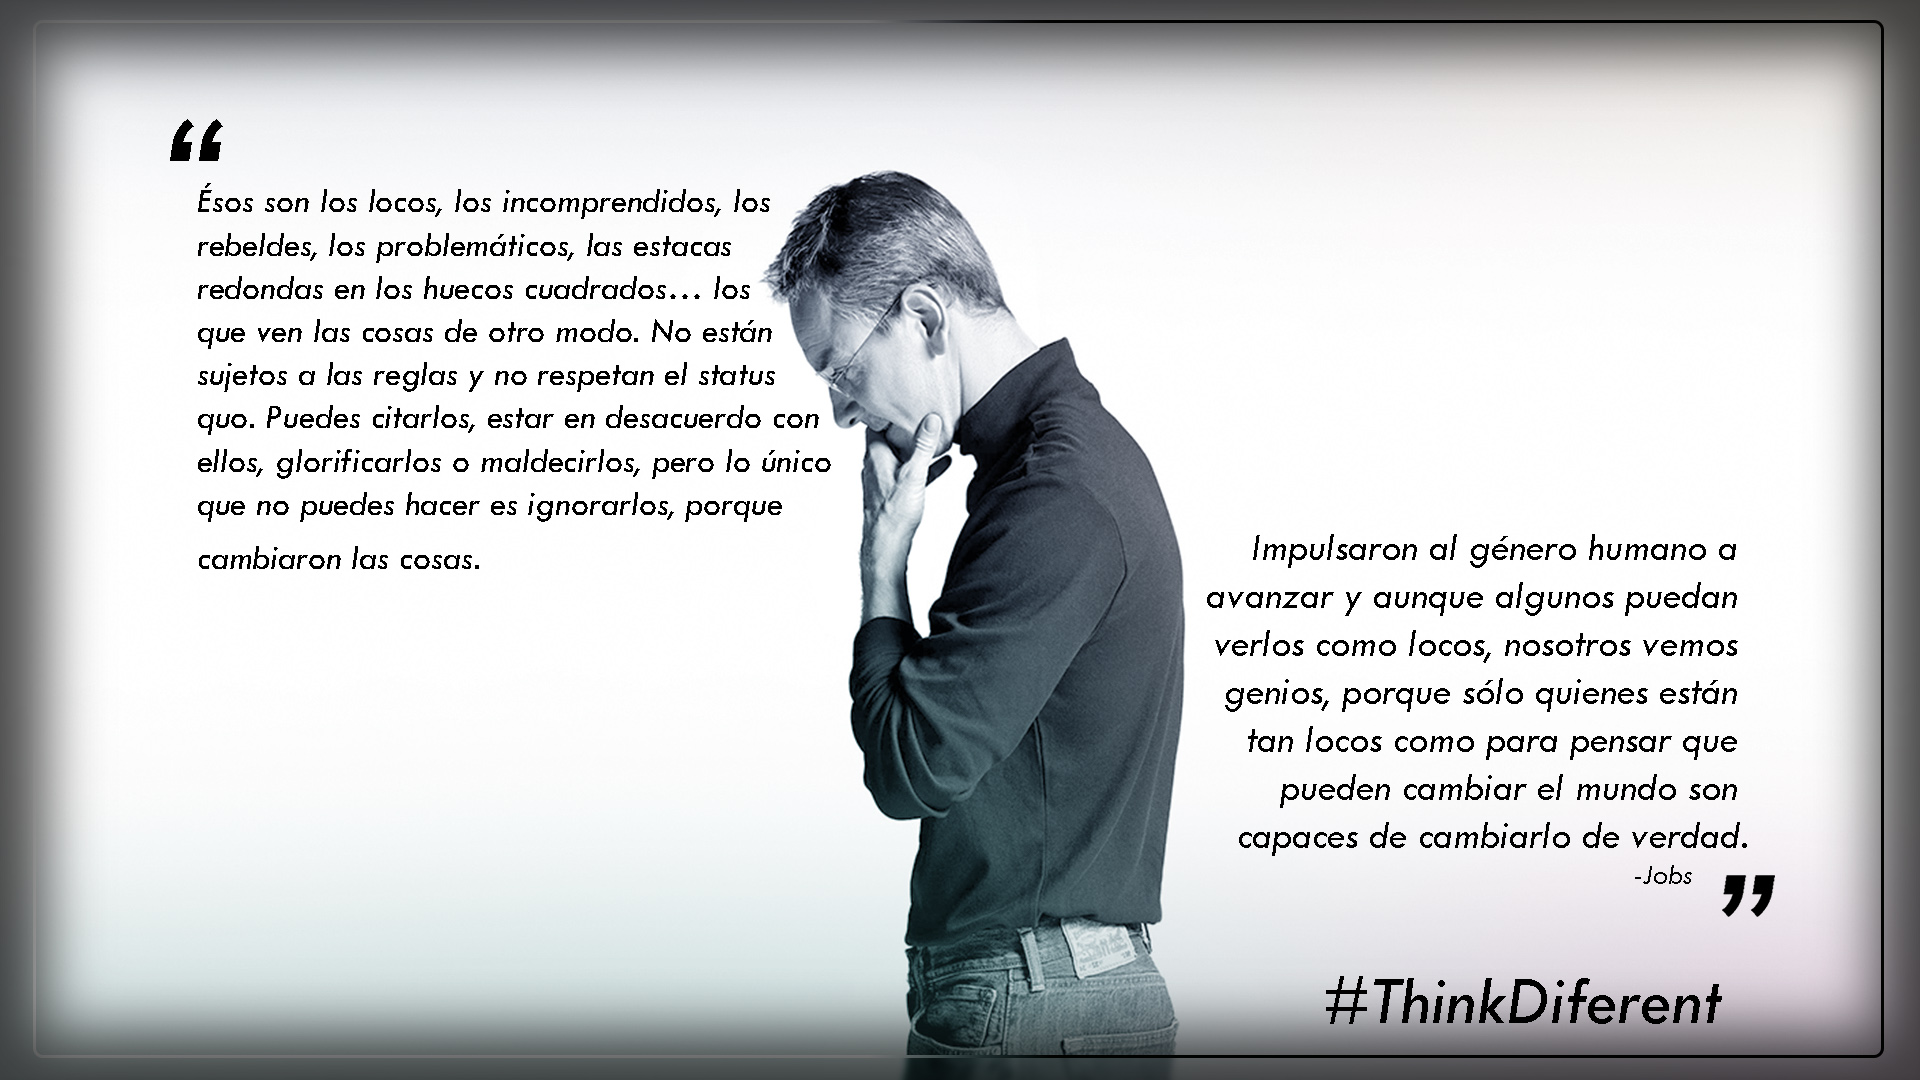 “
Ésos son los locos, los incomprendidos, los
rebeldes, los problemáticos, las estacas
redondas en los huecos cuadrados… los
que ven las cosas de otro modo. No están
sujetos a las reglas y no respetan el status
quo. Puedes citarlos, estar en desacuerdo con
ellos, glorificarlos o maldecirlos, pero lo único
que no puedes hacer es ignorarlos, porque
cambiaron las cosas.
Impulsaron al género humano a
avanzar y aunque algunos puedan
verlos como locos, nosotros vemos
genios, porque sólo quienes están
tan locos como para pensar que
pueden cambiar el mundo son
capaces de cambiarlo de verdad.
-Jobs
”
#ThinkDiferent